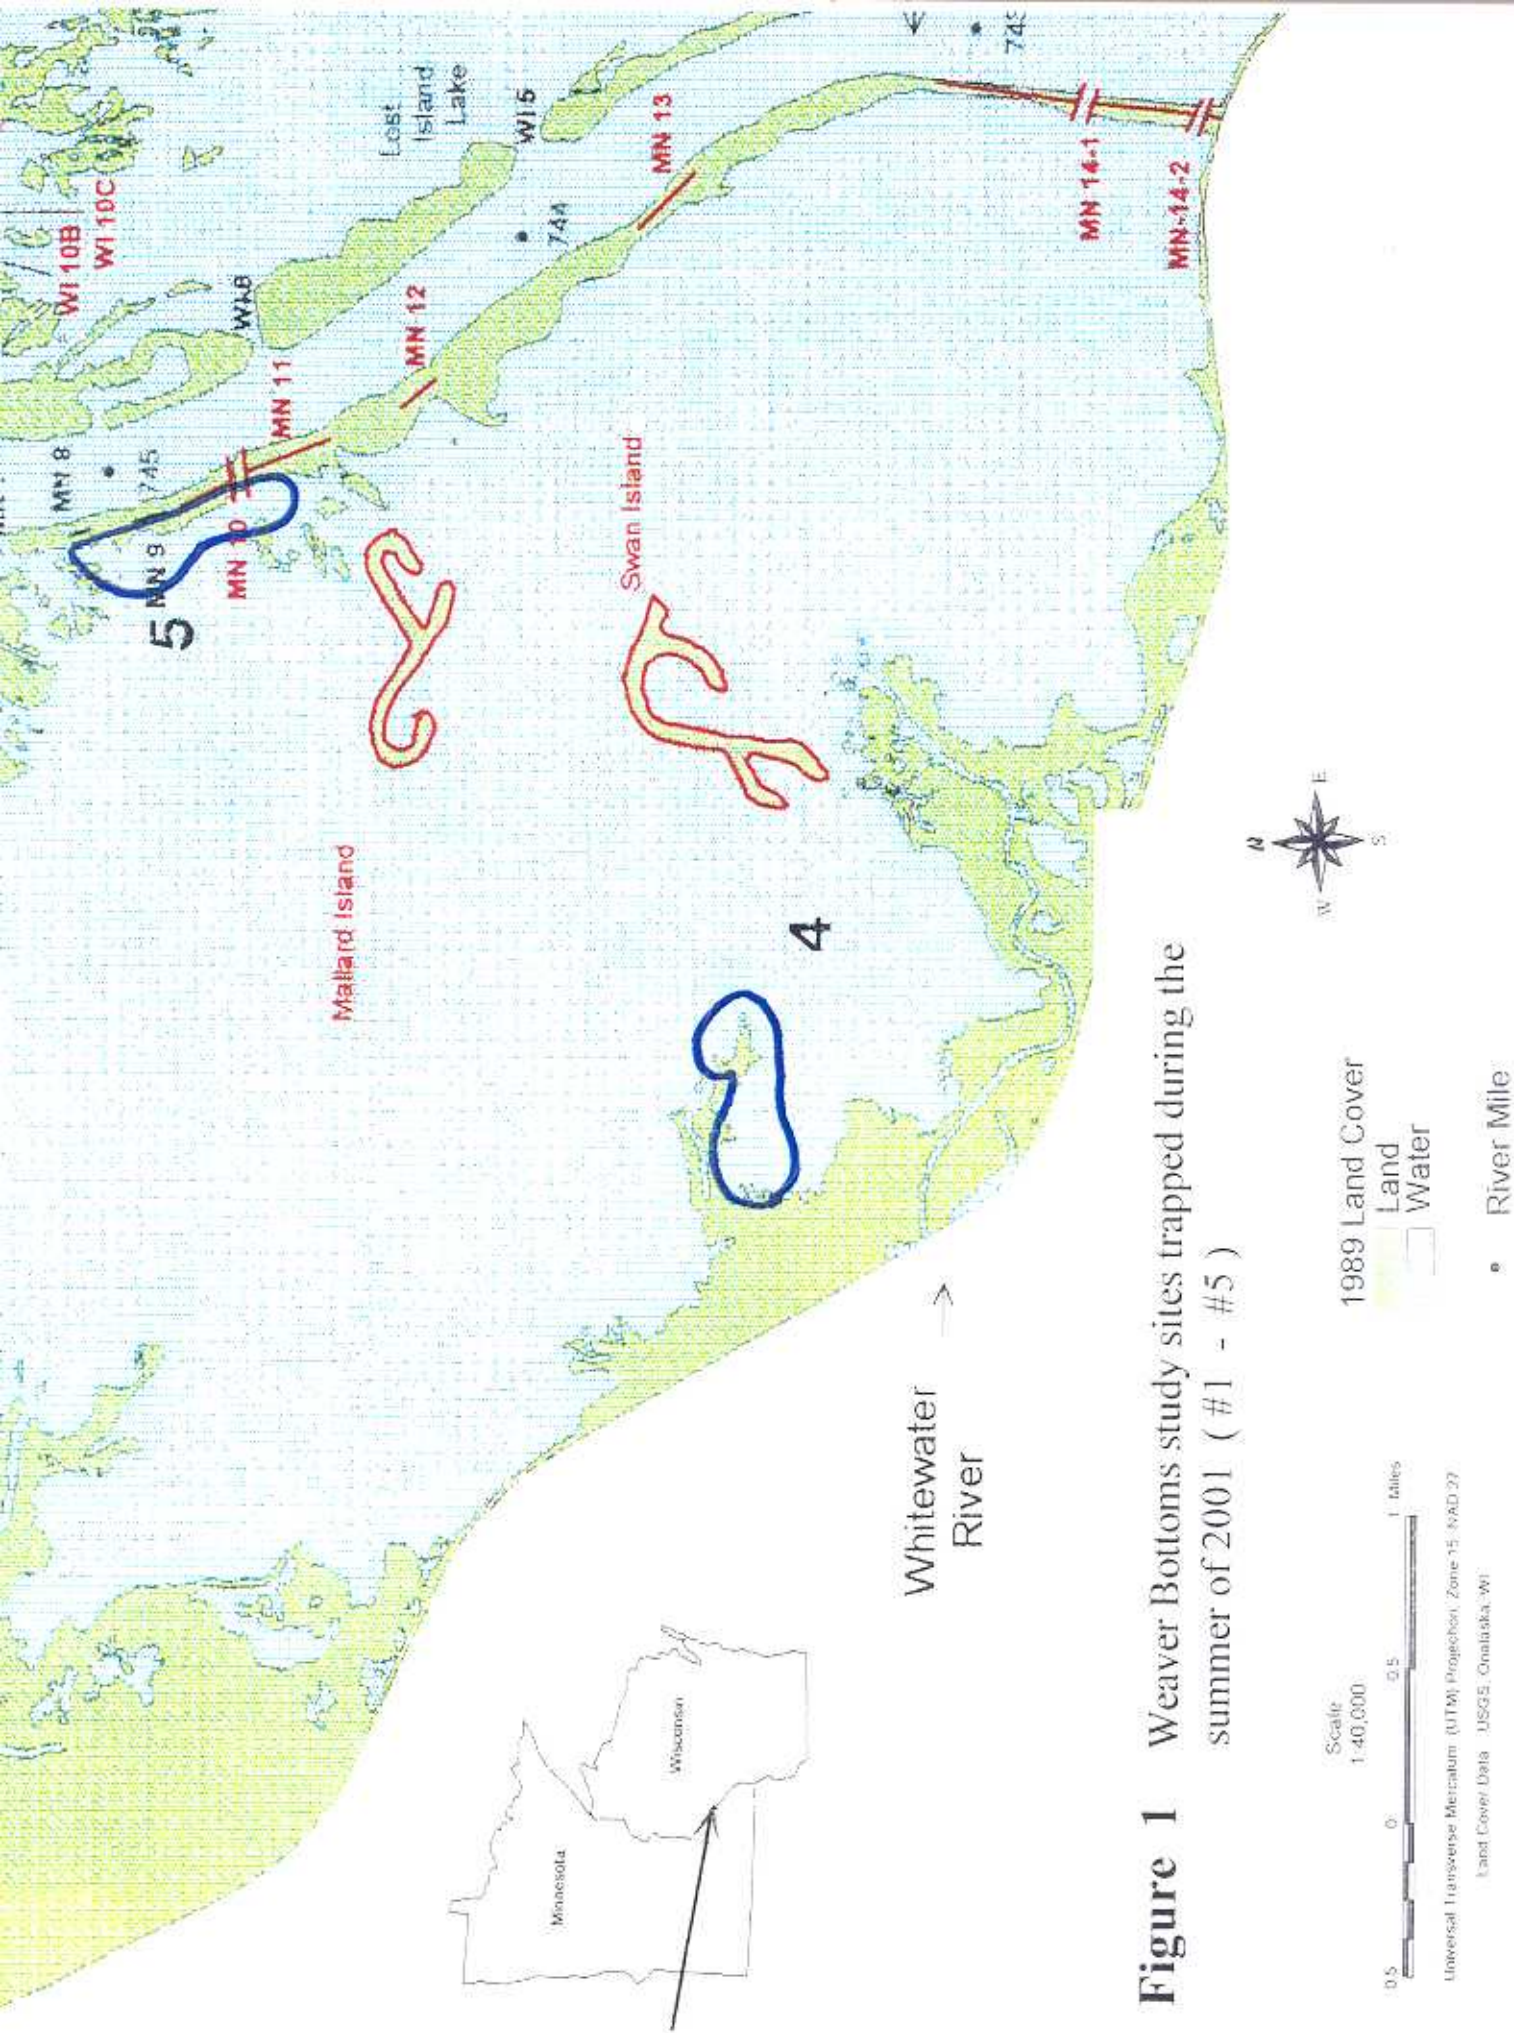 WI 10B
WI 10C
Lost
Island
Lake
WI 5
743
MN 13
744
MN 14-1
MN-14-2
WI 8
MN 12
MN 11
MN 8
745
MN 9
MN 10
5
Swan Island
Mallard Island
4
Whitewater
River
Minnesota
Wisconsin
N
W
E
S
Figure 1 Weaver Bottoms study sites trapped during the
summer of 2001 ( #1 - #5 )
1989 Land Cover
Land
Water
River Mile
Scale
1:40,000
0.5 0 0.5 1 Miles
Universal Transverse Mercatum (UTM) Projection, Zone 15 NAD 27
Land Cover Data USGS, Onalaska, WI